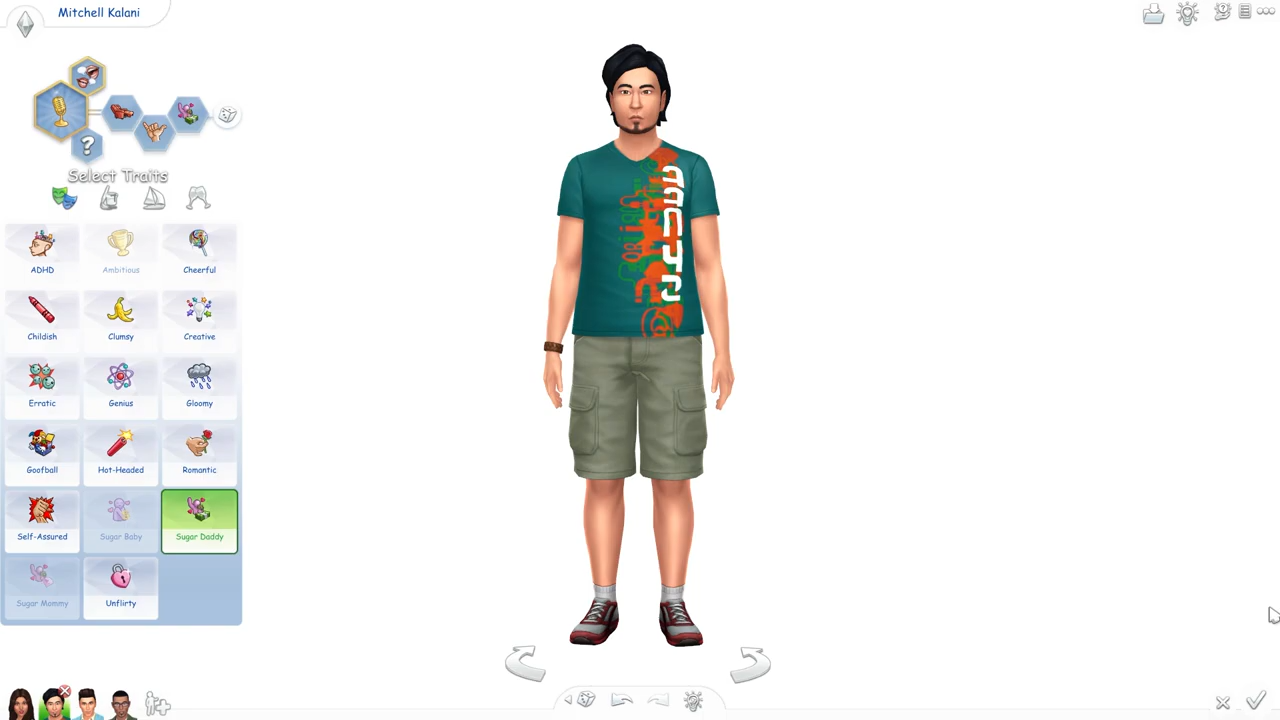 Mitchell Kalani
Select Traits
ADHD
Ambitious
Cheerful
Childish
Clumsy
Creative
Erratic
Genius
Gloomy
Goofball
Hot-Headed
Romantic
Self-Assured
Sugar Baby
Sugar Daddy
Sugar Mommy
Unflirty